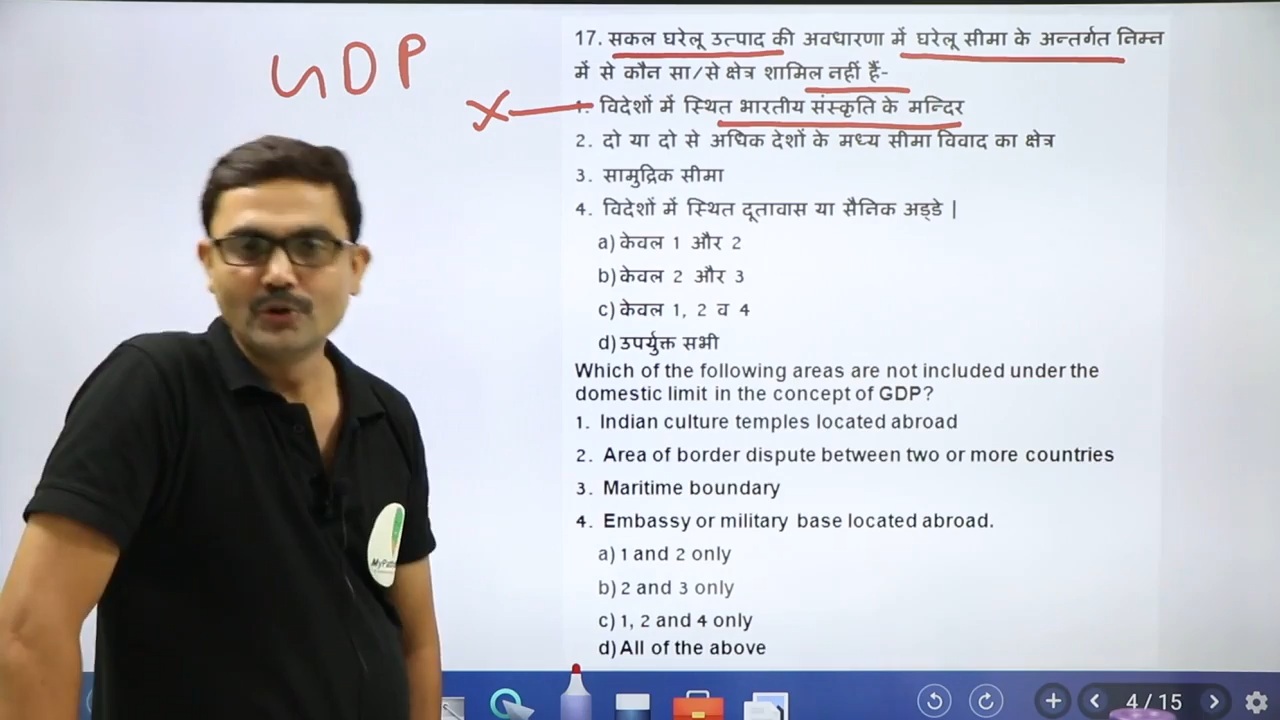 GDP
17. सकल घरेलू उत्पाद की अवधारणा में घरेलू सीमा के अन्तर्गत निम्न
में से कौन सा/से क्षेत्र शामिल नहीं हैं-
1. विदेशों में स्थित भारतीय संस्कृति के मन्दिर
2. दो या दो से अधिक देशों के मध्य सीमा विवाद का क्षेत्र
3. सामुद्रिक सीमा
4. विदेशों में स्थित दूतावास या सैनिक अड्डे |
a) केवल 1 और 2
b) केवल 2 और 3
c) केवल 1, 2 व 4
d) उपर्युक्त सभी
Which of the following areas are not included under the
domestic limit in the concept of GDP?
1. Indian culture temples located abroad
2. Area of border dispute between two or more countries
3. Maritime boundary
4. Embassy or military base located abroad.
a) 1 and 2 only
b) 2 and 3 only
c) 1, 2 and 4 only
d) All of the above
4 / 15